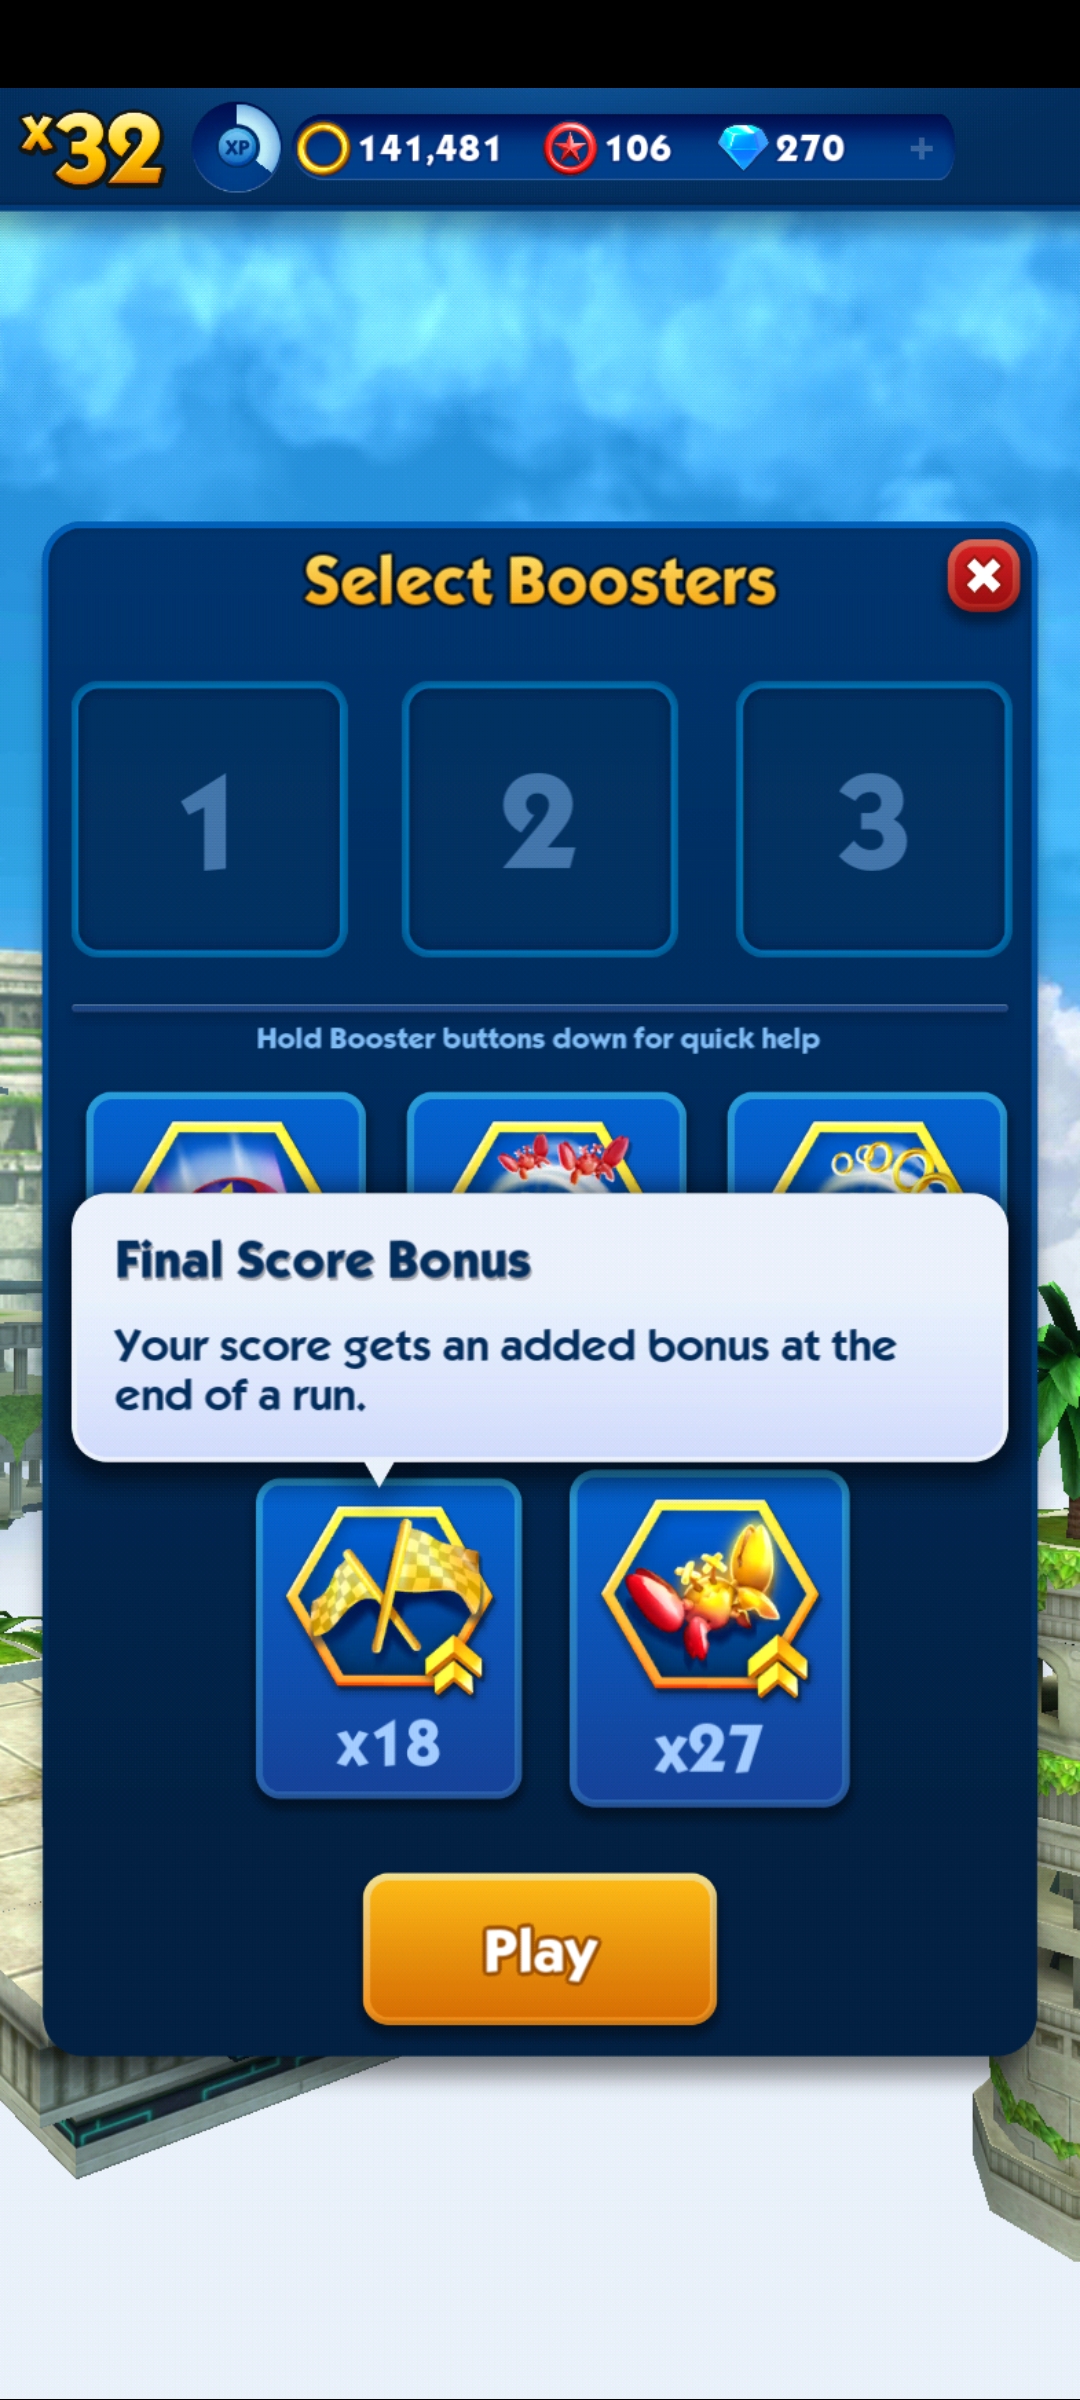 x32 XP 141,481 106 270 +
Select Boosters
1 2 3
Hold Booster buttons down for quick help
Final Score Bonus
Your score gets an added bonus at the
end of a run.
x18 x27
Play